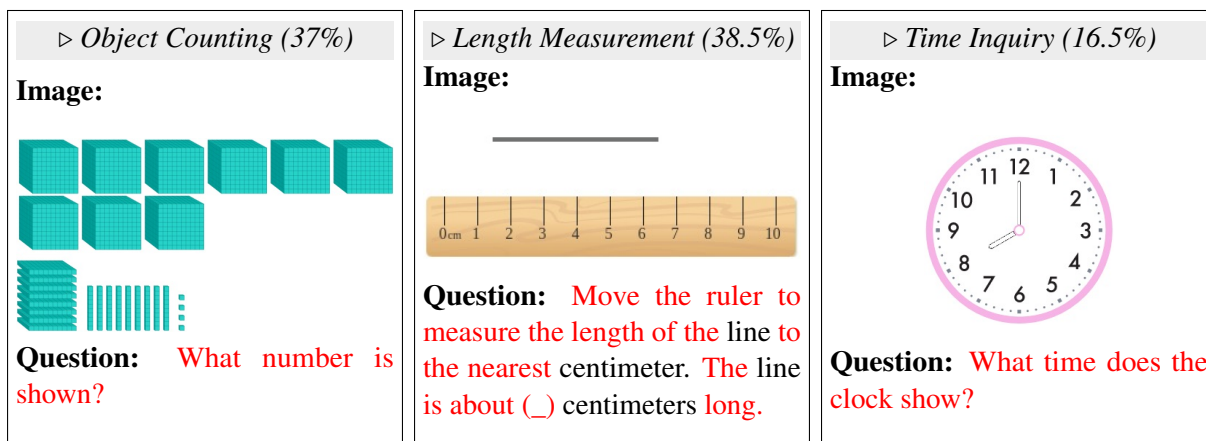 ▷ Object Counting (37%)
Image:
Question: What number is
shown?
▷ Length Measurement (38.5%)
Image:
0cm 1 2 3 4 5 6 7 8 9 10
Question: Move the ruler to
measure the length of the line to
the nearest centimeter. The line
is about (_) centimeters long.
▷ Time Inquiry (16.5%)
Image:
12
11 1
10 2
9 3
8 4
7 5
6
Question: What time does the
clock show?